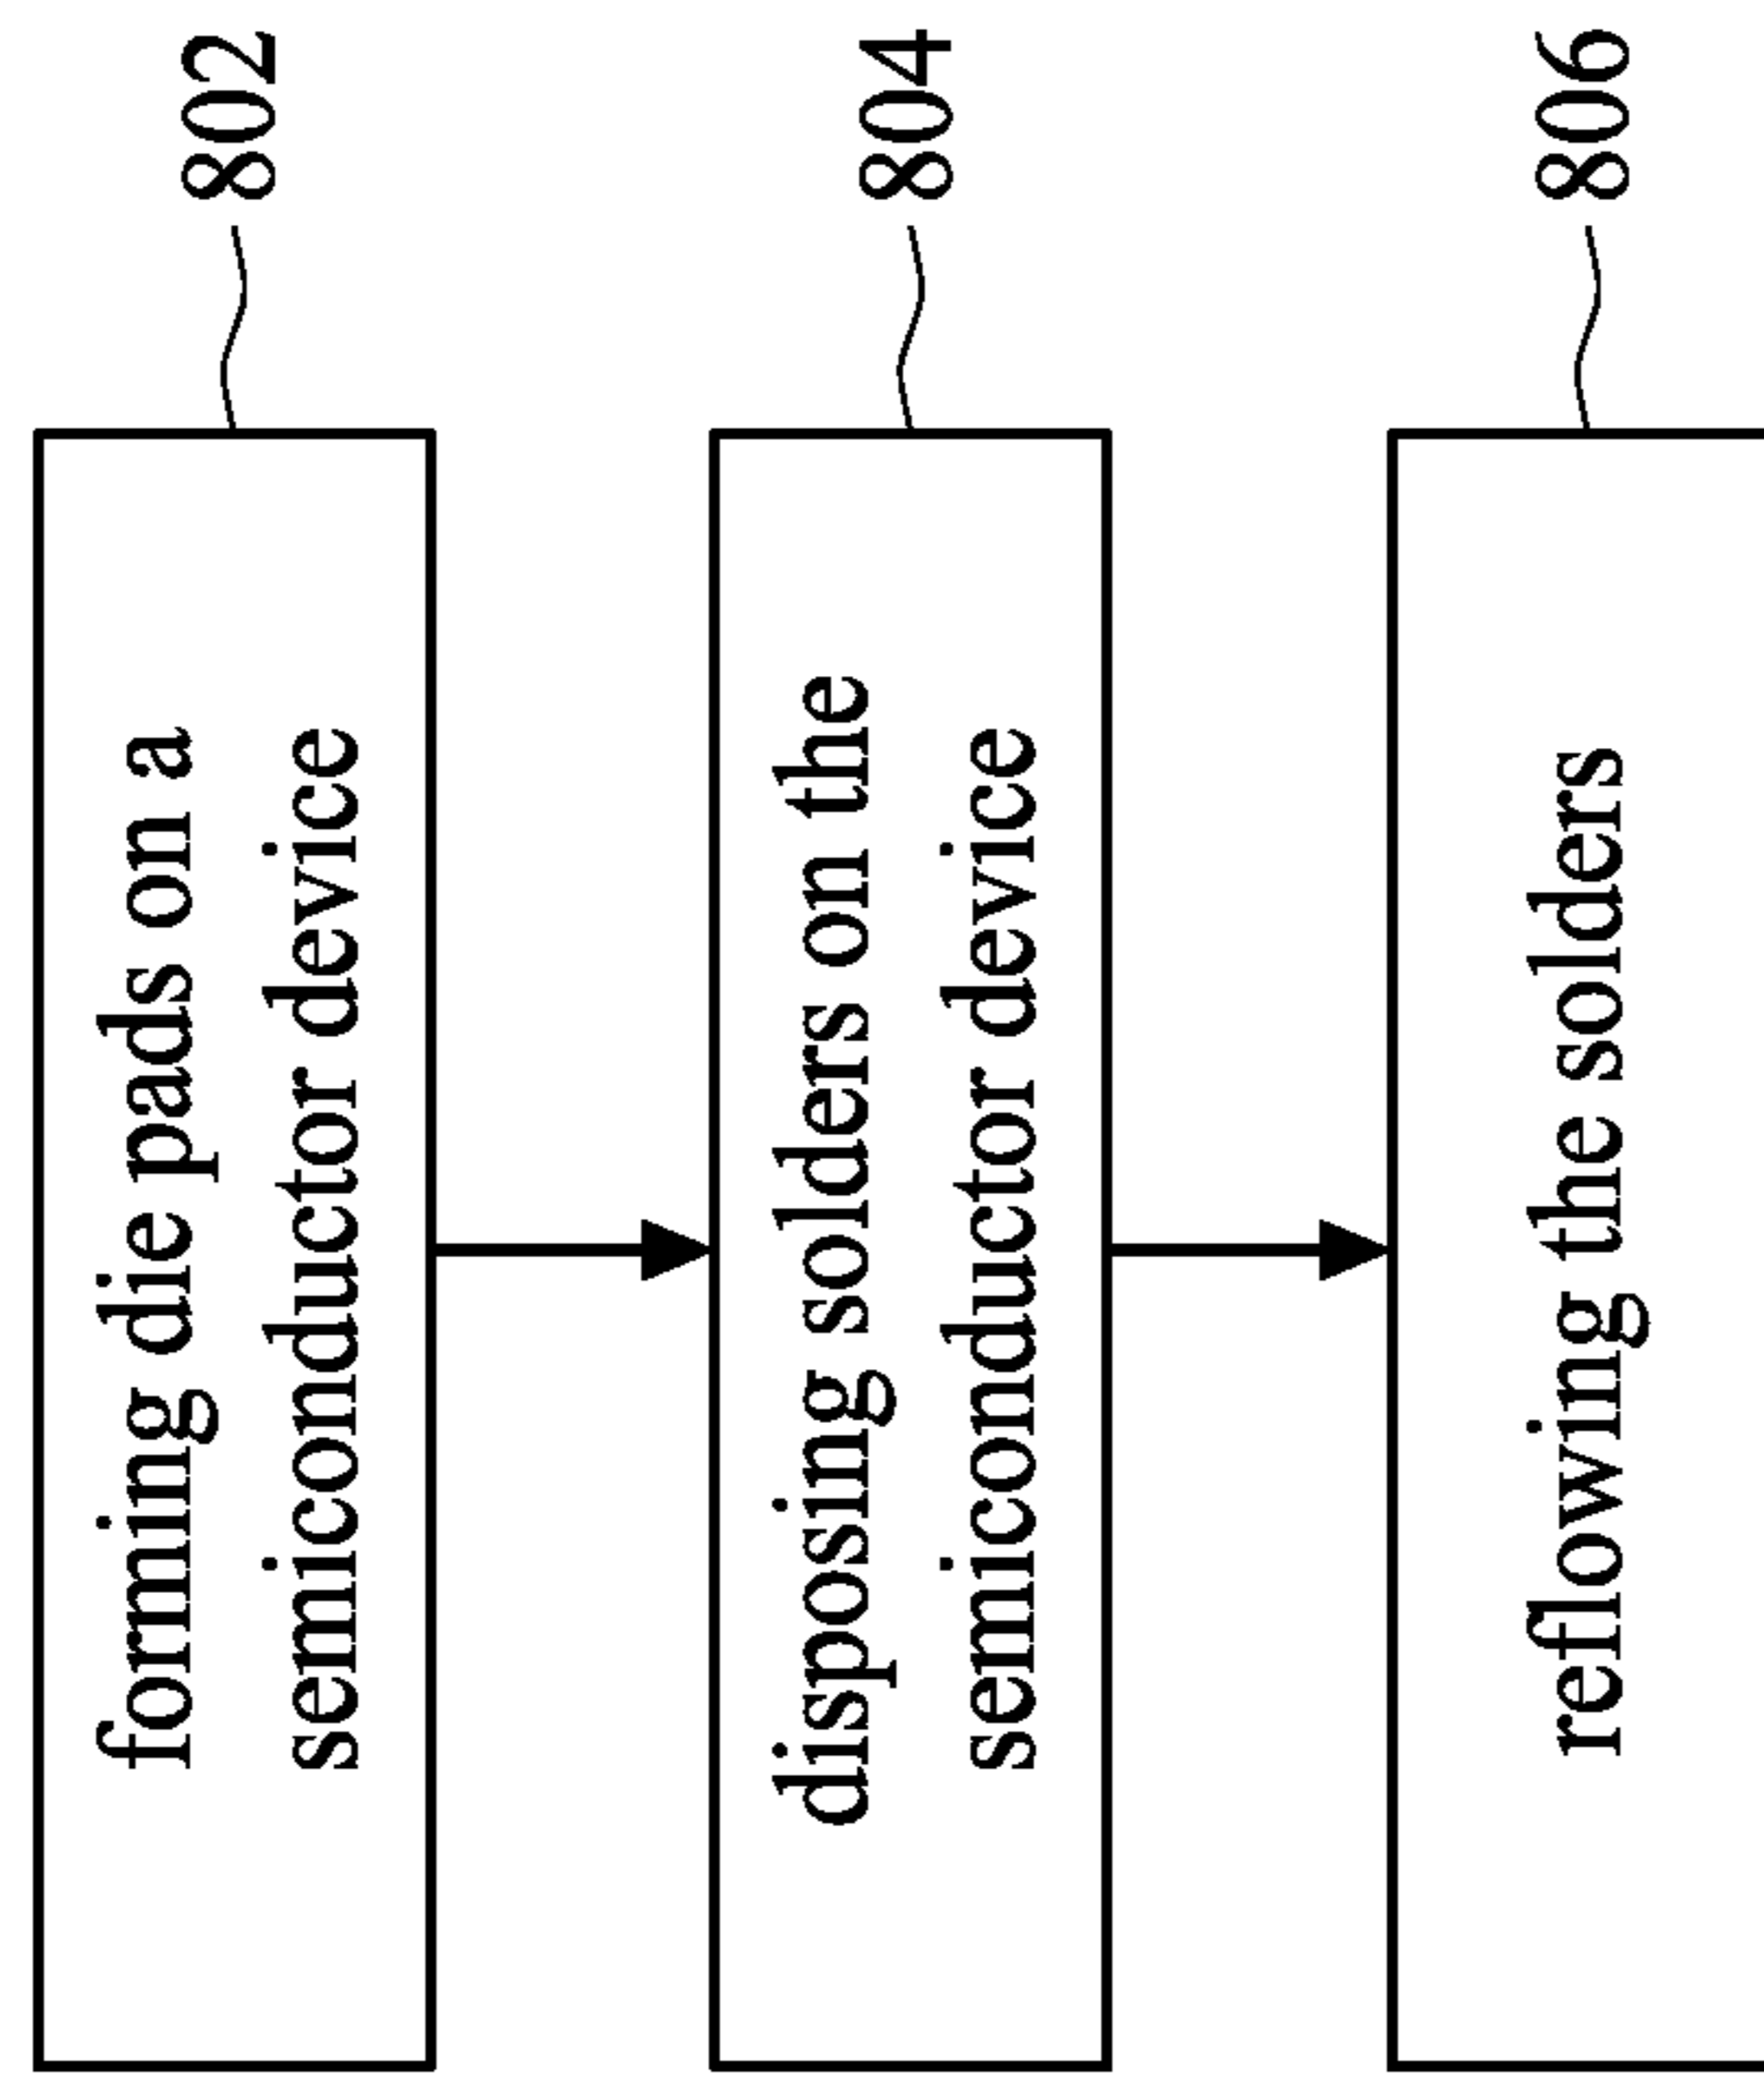 forming die pads on a
semiconductor device
802
disposing solders on the
semiconductor device
804
reflowing the solders
806